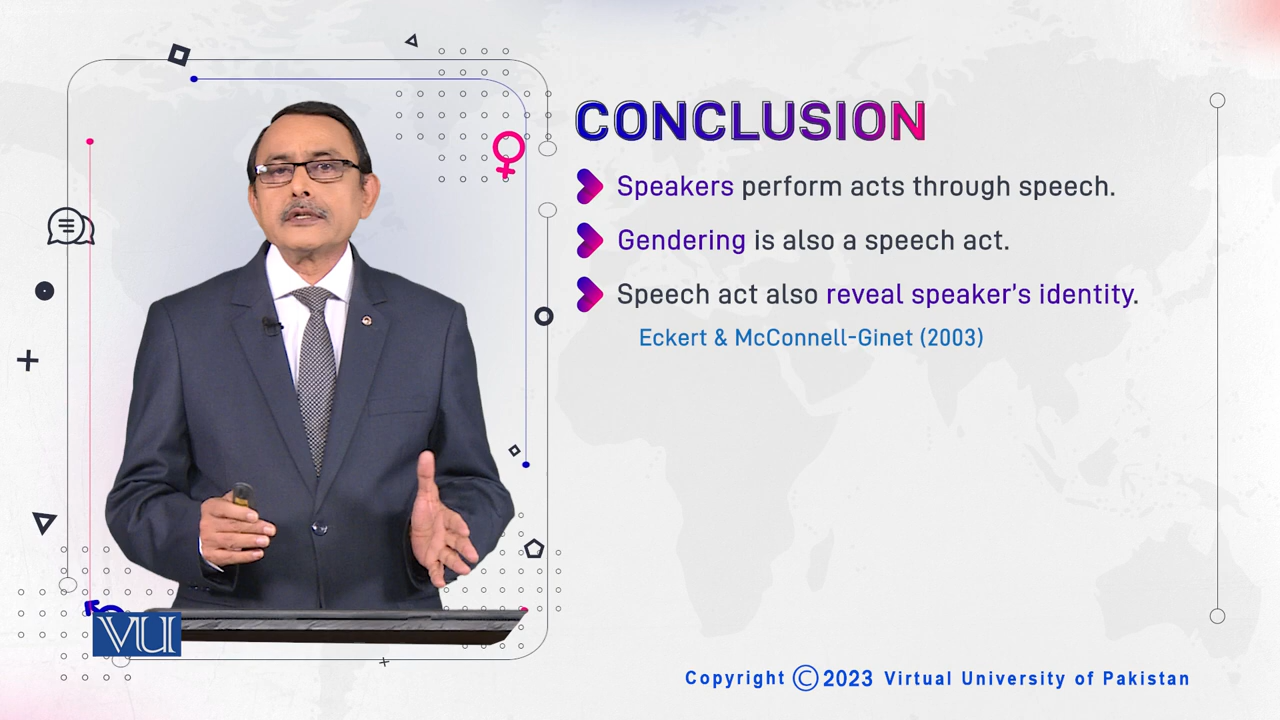 CONCLUSION
Speakers perform acts through speech.
Gendering is also a speech act.
Speech act also reveal speaker's identity.
Eckert & McConnell-Ginet (2003)
VU
Copyright ©2023 Virtual University of Pakistan